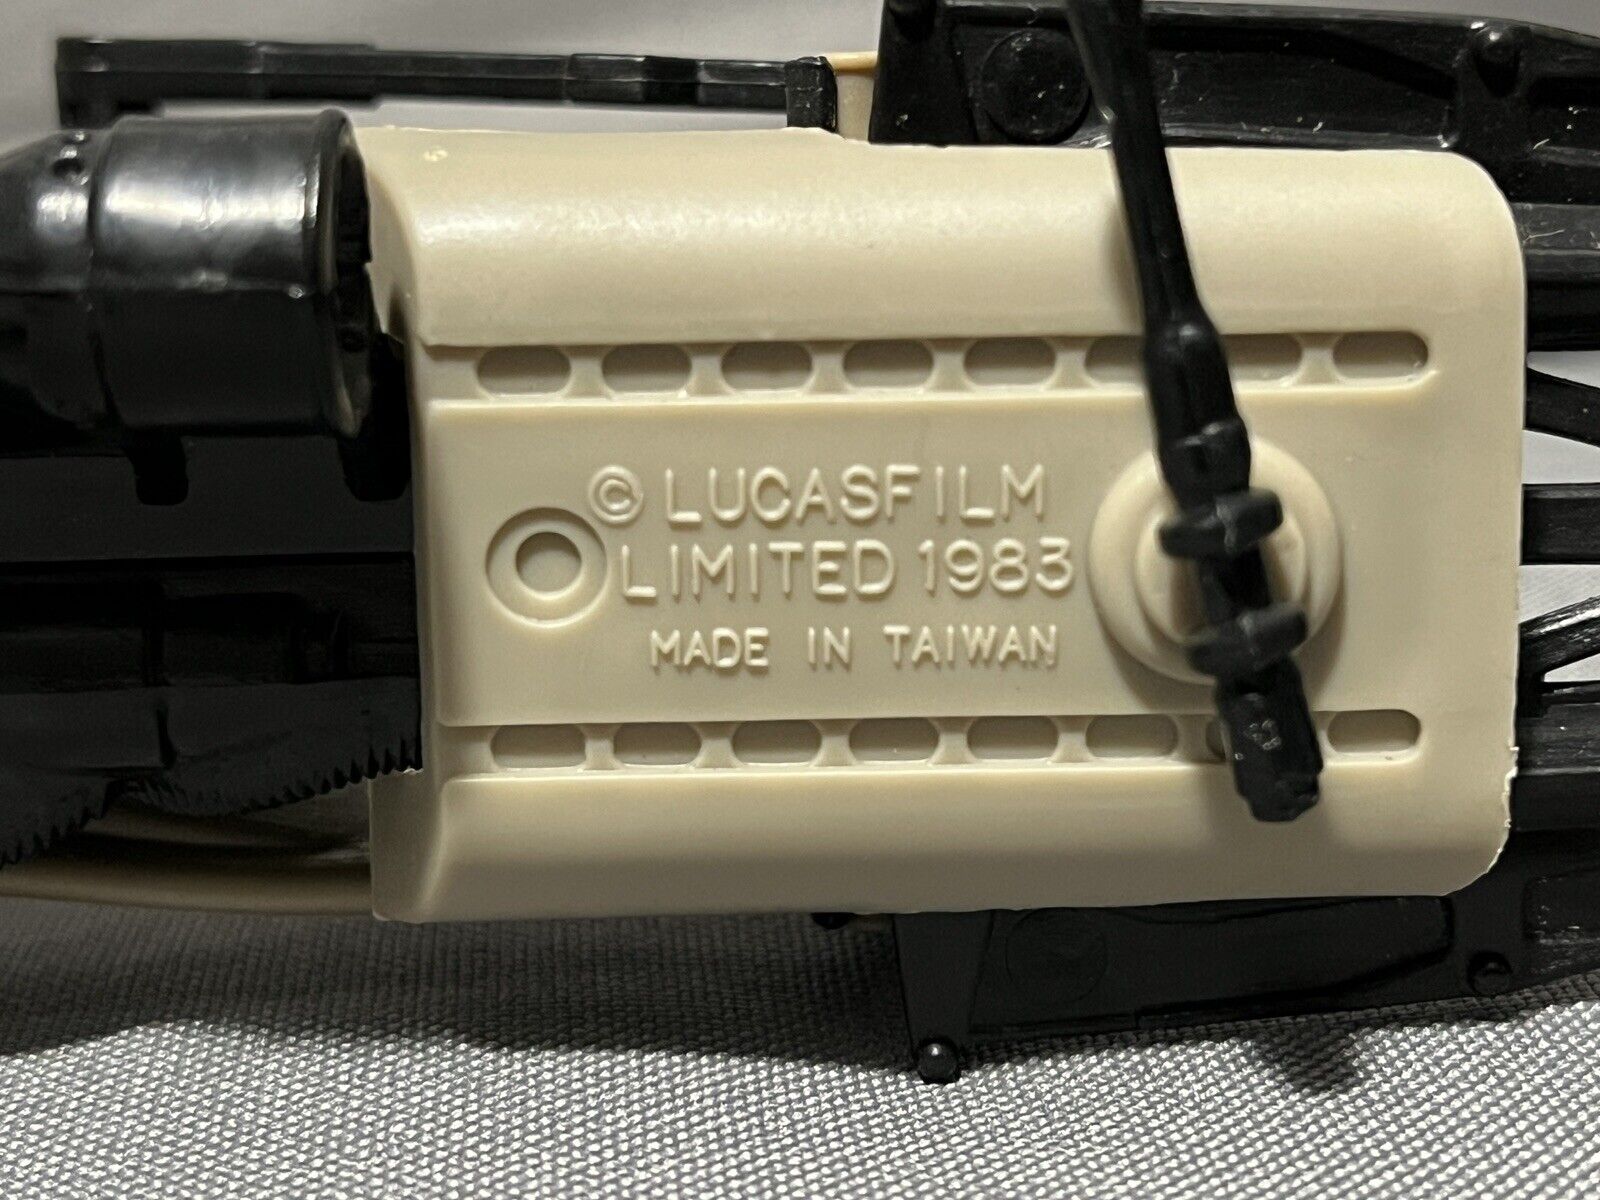 © LUCASFILM
LIMITED 1983
MADE IN TAIWAN